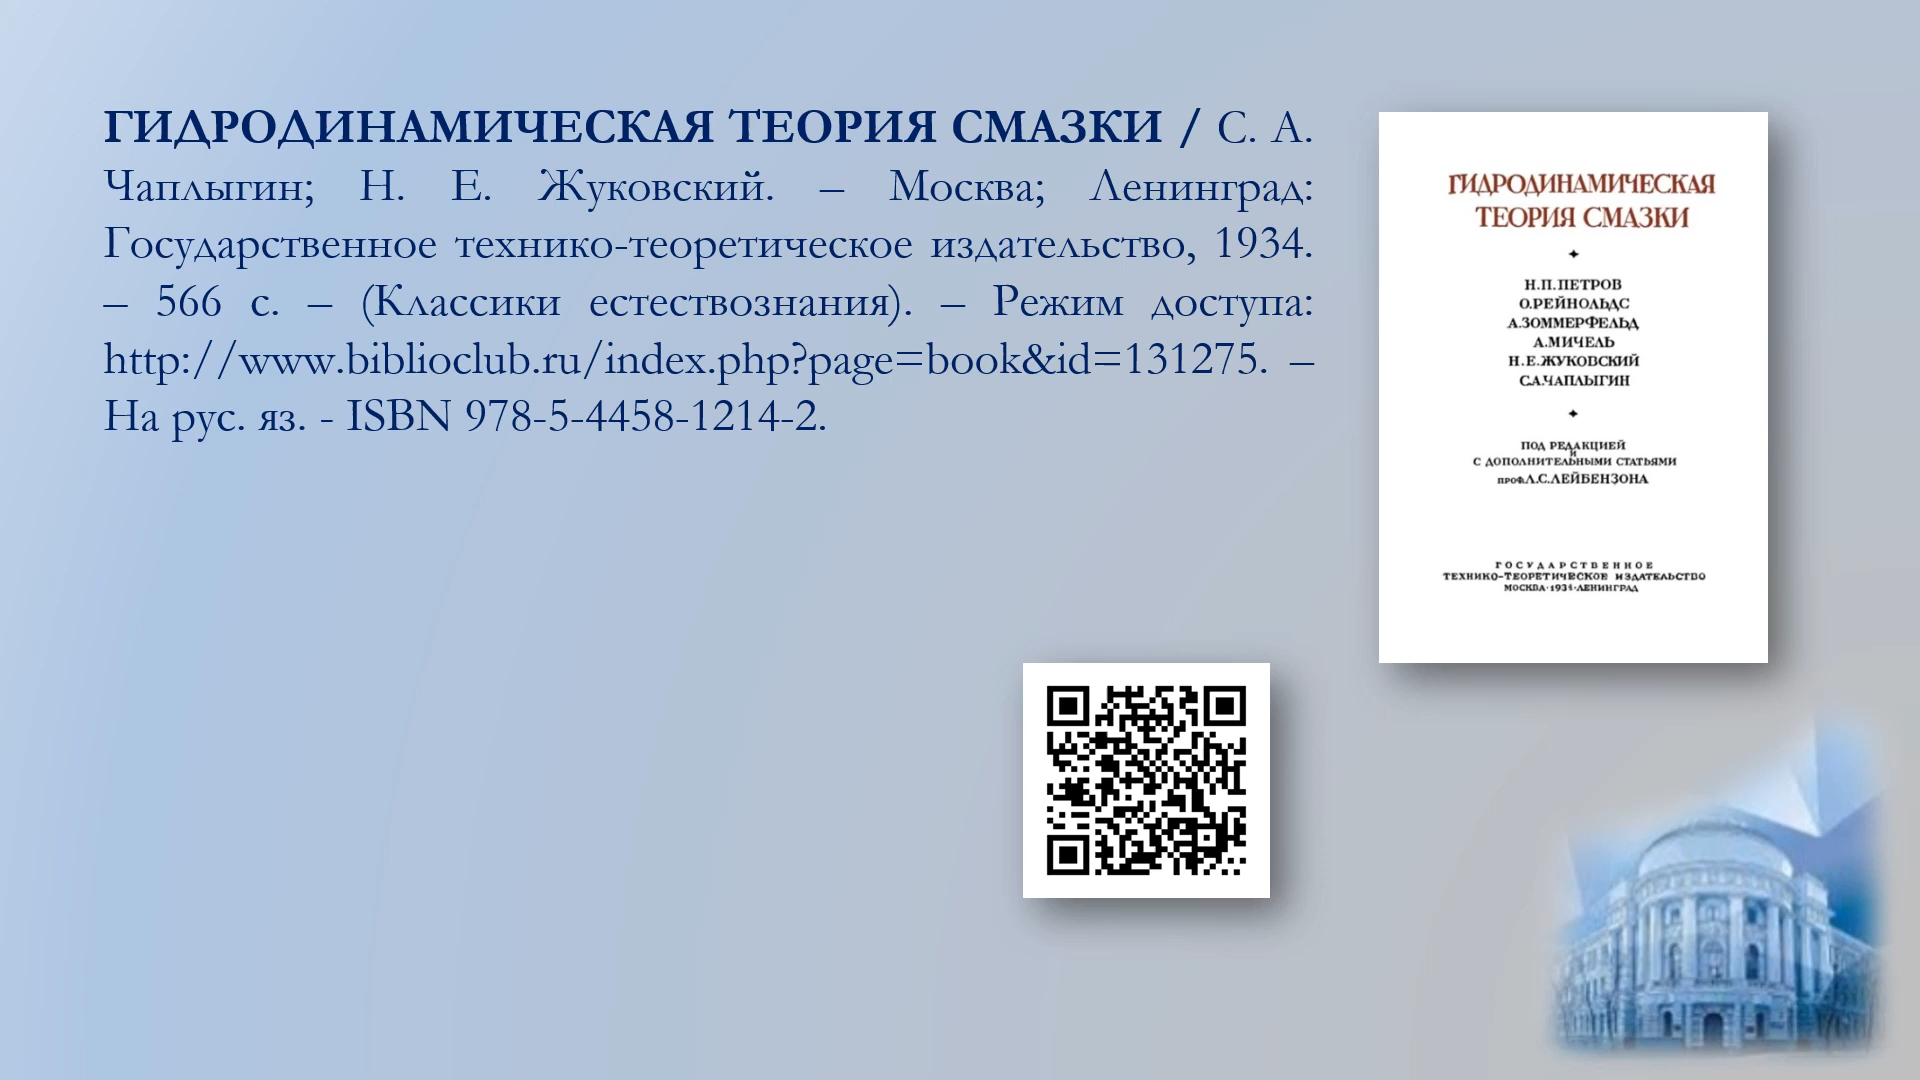 ГИДРОДИНАМИЧЕСКАЯ ТЕОРИЯ СМАЗКИ / С. А.
Чаплыгин; Н. Е. Жуковский. – Москва; Ленинград:
Государственное технико-теоретическое издательство, 1934.
– 566 с. – (Классики естествознания). – Режим доступа:
http://www.biblioclub.ru/index.php?page=book&id=131275. –
На рус. яз. - ISBN 978-5-4458-1214-2.
ГИДРОДИНАМИЧЕСКАЯ
ТЕОРИЯ СМАЗКИ
Н.П.ПЕТРОВ
О.РЕЙНОЛЬДС
А.ЗОММЕРФЕЛЬД
А.МИЧЕЛЬ
Н.Е.ЖУКОВСКИЙ
С.А.ЧАПЛЫГИН
ПОД РЕДАКЦИЕЙ
И
С ДОПОЛНИТЕЛЬНЫМИ СТАТЬЯМИ
ПРОФ.Л.С.ЛЕЙБЕНЗОНА
ГОСУДАРСТВЕННОЕ
ТЕХНИКО-ТЕОРЕТИЧЕСКОЕ ИЗДАТЕЛЬСТВО
МОСКВА·1934·ЛЕНИНГРАД